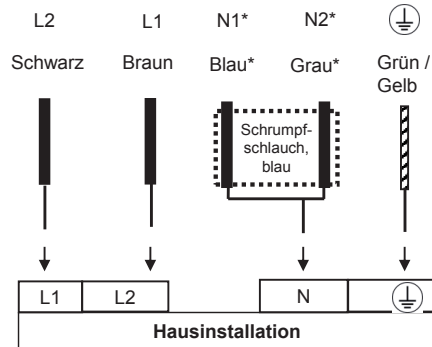 L2 L1 N1* N2*
Schwarz Braun Blau* Grau* Grün /
Gelb
Schrumpf-
schlauch,
blau
L1 L2 N
Hausinstallation